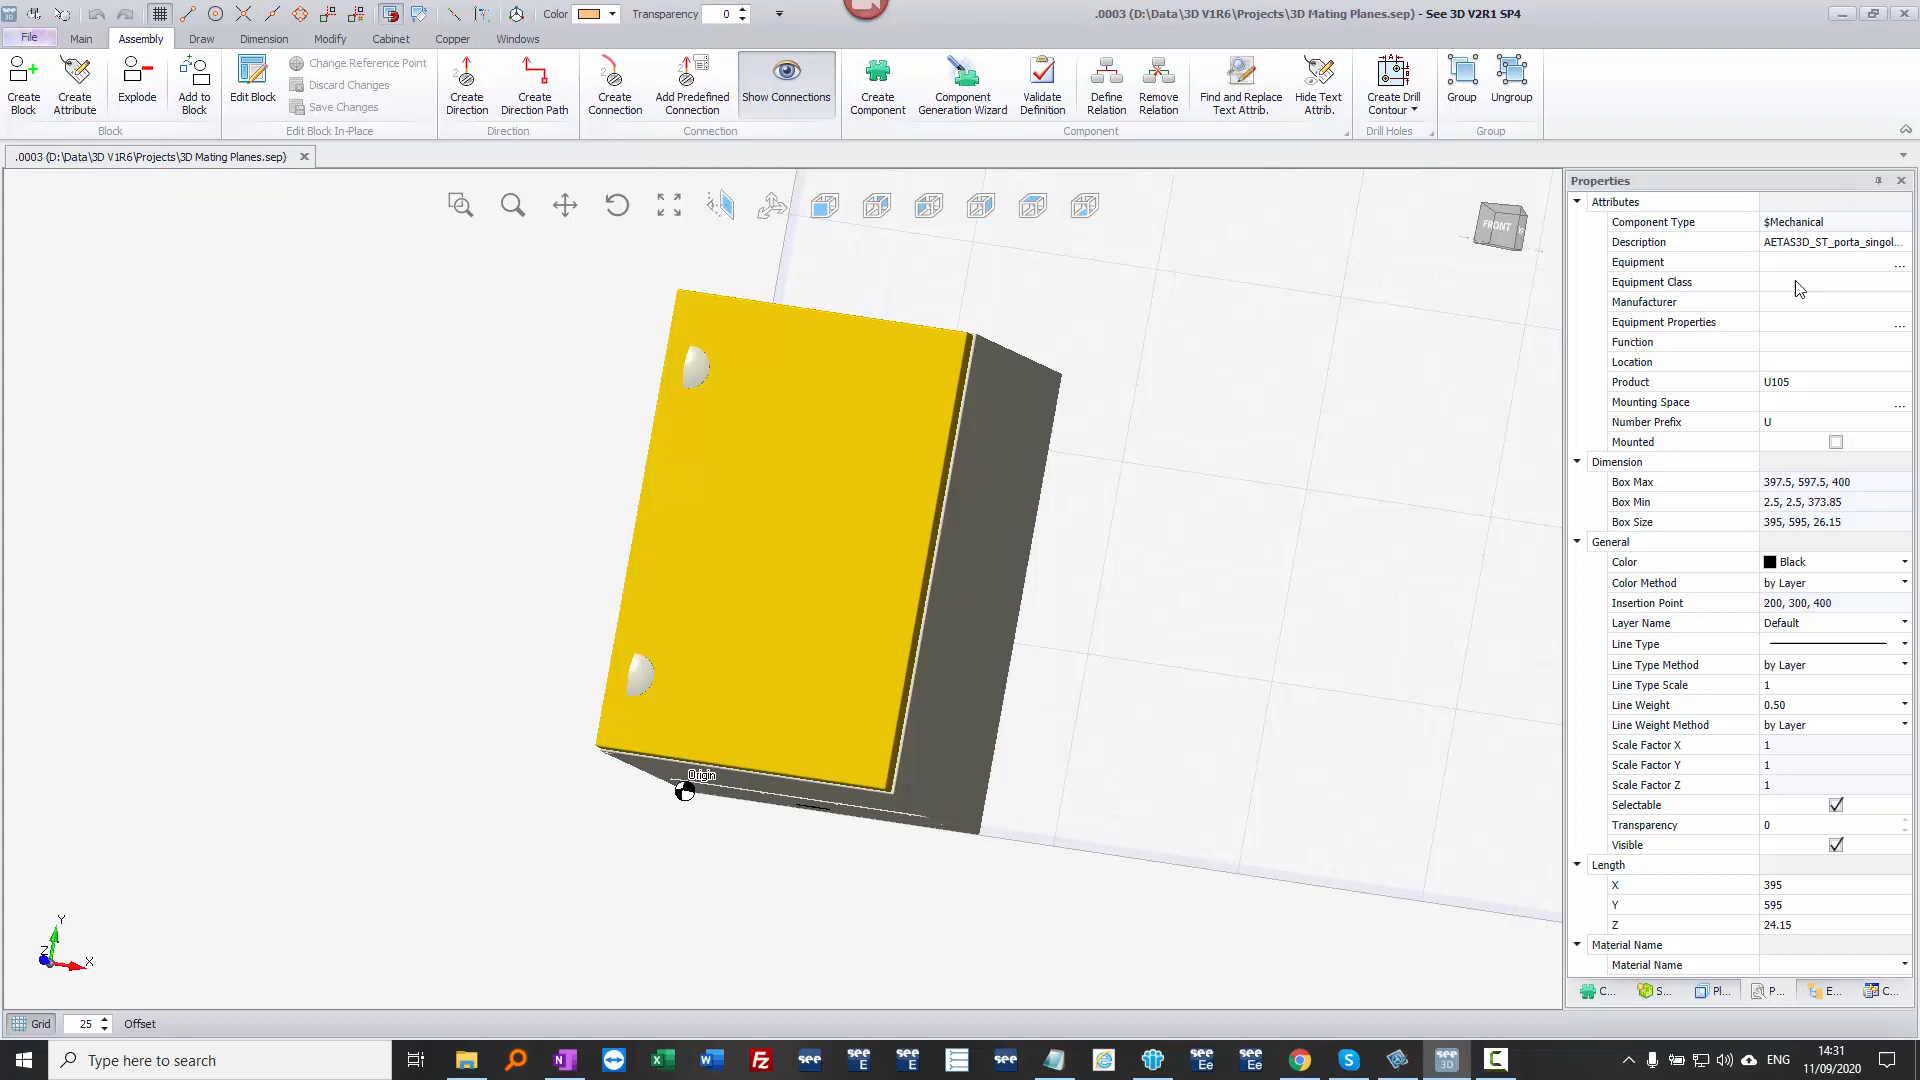 Color
Transparency
0
.0003 (D:\Data\3D V1R6\Projects\3D Mating Planes.sep) - See 3D V2R1 SP4
File
Main
Assembly
Draw
Dimension
Modify
Cabinet
Copper
Windows
Create Block
Create Attribute
Explode
Add to Block
Block
Edit Block
Change Reference Point
Discard Changes
Save Changes
Edit Block In-Place
Create Direction
Create Direction Path
Direction
Create Connection
Add Predefined Connection
Show Connections
Connection
Create Component
Component Generation Wizard
Validate Definition
Define Relation
Remove Relation
Find and Replace Text Attrib.
Hide Text Attrib.
Component
Create Drill Contour
Drill Holes
Group
Ungroup
Group
.0003 (D:\Data\3D V1R6\Projects\3D Mating Planes.sep)
FRONT
Origin
Y
Z
X
Properties
Attributes
Component Type $Mechanical
Description AETAS3D_ST_porta_singol...
Equipment ...
Equipment Class
Manufacturer
Equipment Properties ...
Function
Location
Product U105
Mounting Space ...
Number Prefix U
Mounted
Dimension
Box Max 397.5, 597.5, 400
Box Min 2.5, 2.5, 373.85
Box Size 395, 595, 26.15
General
Color Black
Color Method by Layer
Insertion Point 200, 300, 400
Layer Name Default
Line Type
Line Type Method by Layer
Line Type Scale 1
Line Weight 0.50
Line Weight Method by Layer
Scale Factor X 1
Scale Factor Y 1
Scale Factor Z 1
Selectable
Transparency 0
Visible
Length
X 395
Y 595
Z 24.15
Material Name
Material Name
C...
S...
Pl...
P...
E...
C...
Grid
25
Offset
Type here to search
ENG
14:31
11/09/2020